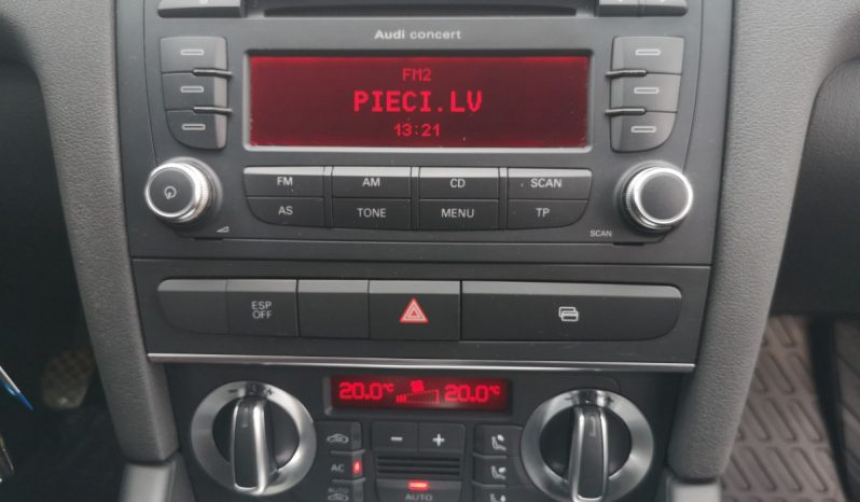 Audi concert
FM2
PIECI.LV
13:21
FM AM CD SCAN
AS TONE MENU TP
SCAN
ESP
OFF
20.0°C 20.0°C
AC
AUTO